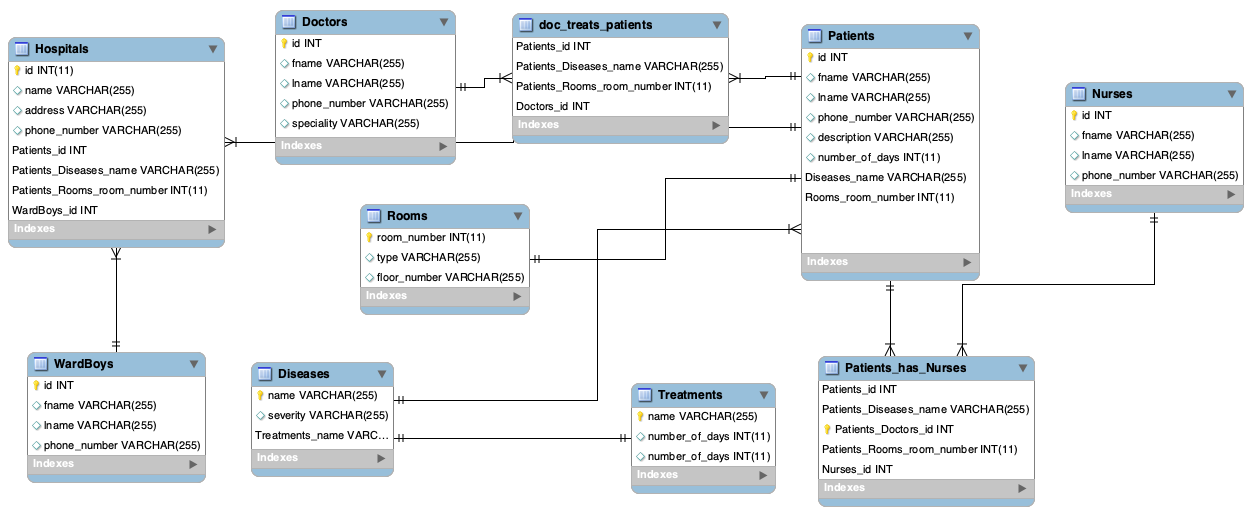 Hospitals
id INT(11)
name VARCHAR(255)
address VARCHAR(255)
phone_number VARCHAR(255)
Patients_id INT
Patients_Diseases_name VARCHAR(255)
Patients_Rooms_room_number INT(11)
WardBoys_id INT
Indexes
Doctors
id INT
fname VARCHAR(255)
lname VARCHAR(255)
phone_number VARCHAR(255)
speciality VARCHAR(255)
Indexes
doc_treats_patients
Patients_id INT
Patients_Diseases_name VARCHAR(255)
Patients_Rooms_room_number INT(11)
Doctors_id INT
Indexes
Patients
id INT
fname VARCHAR(255)
lname VARCHAR(255)
phone_number VARCHAR(255)
description VARCHAR(255)
number_of_days INT(11)
Diseases_name VARCHAR(255)
Rooms_room_number INT(11)
Indexes
Nurses
id INT
fname VARCHAR(255)
lname VARCHAR(255)
phone_number VARCHAR(255)
Indexes
Rooms
room_number INT(11)
type VARCHAR(255)
floor_number VARCHAR(255)
Indexes
WardBoys
id INT
fname VARCHAR(255)
lname VARCHAR(255)
phone_number VARCHAR(255)
Indexes
Diseases
name VARCHAR(255)
severity VARCHAR(255)
Treatments_name VARC...
Indexes
Treatments
name VARCHAR(255)
number_of_days INT(11)
number_of_days INT(11)
Indexes
Patients_has_Nurses
Patients_id INT
Patients_Diseases_name VARCHAR(255)
Patients_Doctors_id INT
Patients_Rooms_room_number INT(11)
Nurses_id INT
Indexes